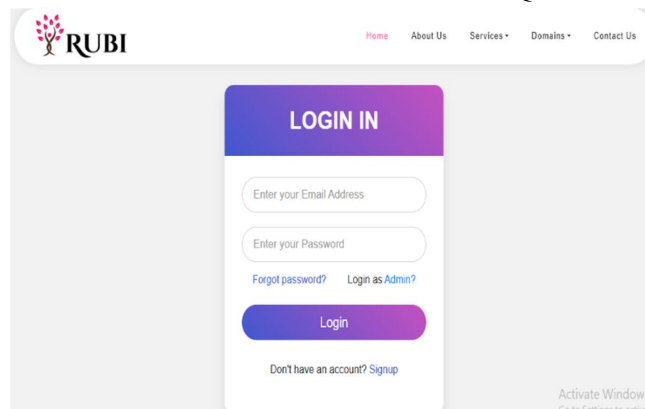 RUBI
Home About Us Services Domains Contact Us
LOGIN IN
Enter your Email Address
Enter your Password
Forgot password? Login as Admin?
Login
Don't have an account? Signup
Activate Window